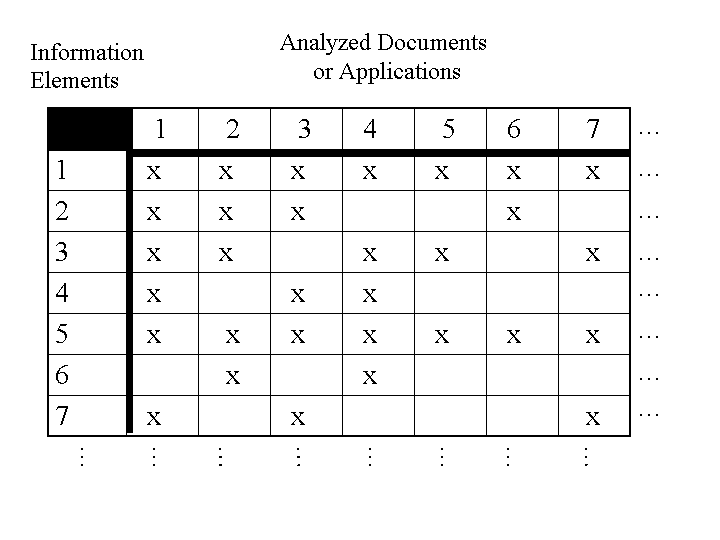 Information
Elements
Analyzed Documents
or Applications
1 2 3 4 5 6 7 …
1 x x x x x x x …
2 x x x x …
3 x x x x x …
4 x x x …
5 x x x x x x x …
6 x x …
7 x x x …
⋮ ⋮ ⋮ ⋮ ⋮ ⋮ ⋮ ⋮